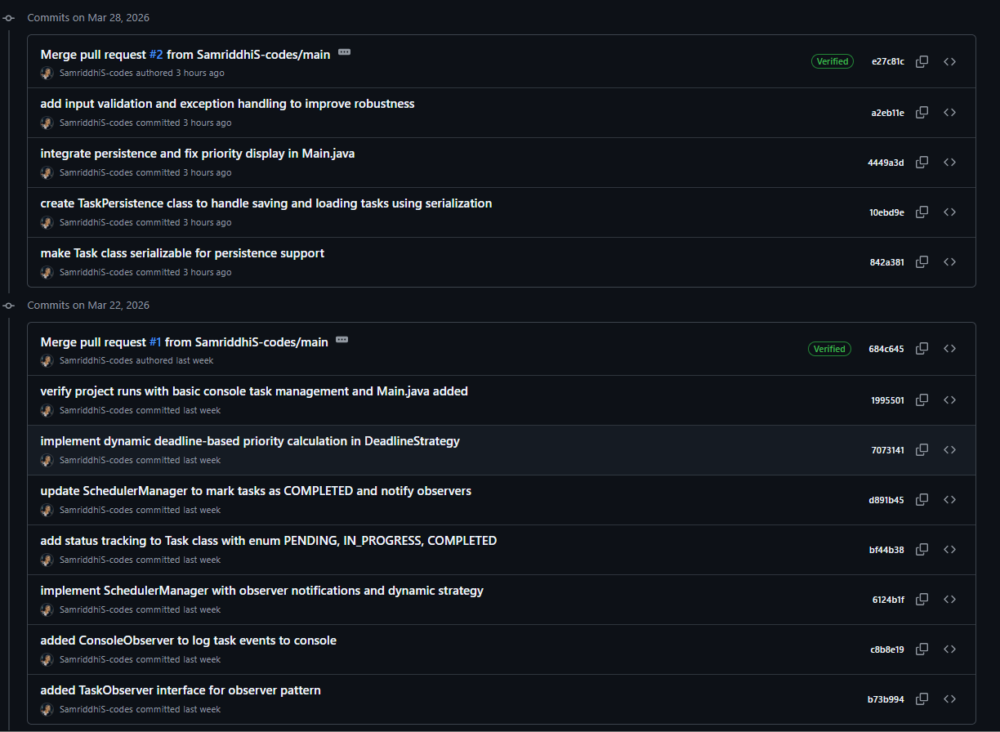 Commits on Mar 28, 2026
Merge pull request #2 from SamriddhiS-codes/main
SamriddhiS-codes authored 3 hours ago
Verified
e27c81c
add input validation and exception handling to improve robustness
SamriddhiS-codes committed 3 hours ago
a2eb11e
integrate persistence and fix priority display in Main.java
SamriddhiS-codes committed 3 hours ago
4449a3d
create TaskPersistence class to handle saving and loading tasks using serialization
SamriddhiS-codes committed 3 hours ago
10ebd9e
make Task class serializable for persistence support
SamriddhiS-codes committed 3 hours ago
842a381
Commits on Mar 22, 2026
Merge pull request #1 from SamriddhiS-codes/main
SamriddhiS-codes authored last week
Verified
684c645
verify project runs with basic console task management and Main.java added
SamriddhiS-codes committed last week
1995501
implement dynamic deadline-based priority calculation in DeadlineStrategy
SamriddhiS-codes committed last week
7073141
update SchedulerManager to mark tasks as COMPLETED and notify observers
SamriddhiS-codes committed last week
d891b45
add status tracking to Task class with enum PENDING, IN_PROGRESS, COMPLETED
SamriddhiS-codes committed last week
bf44b38
implement SchedulerManager with observer notifications and dynamic strategy
SamriddhiS-codes committed last week
6124b1f
added ConsoleObserver to log task events to console
SamriddhiS-codes committed last week
c8b8e19
added TaskObserver interface for observer pattern
SamriddhiS-codes committed last week
b73b994